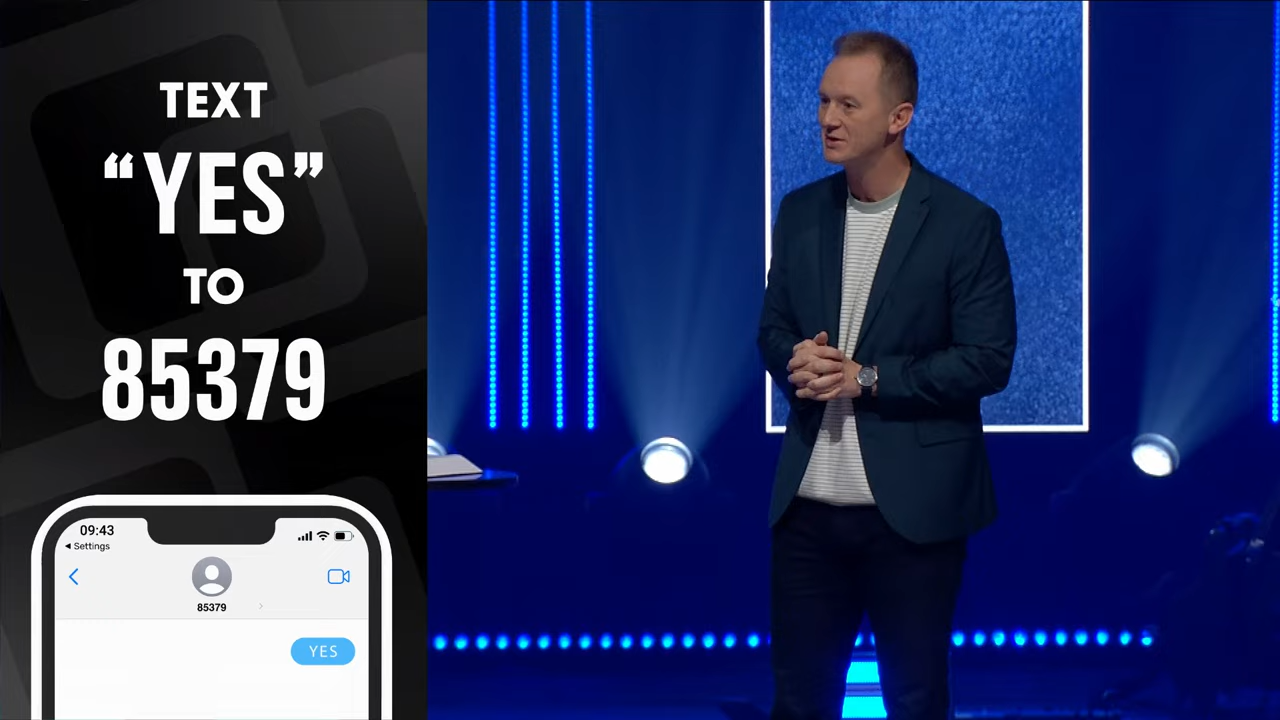 TEXT
“YES”
TO
85379
09:43
◀ Settings
85379
YES